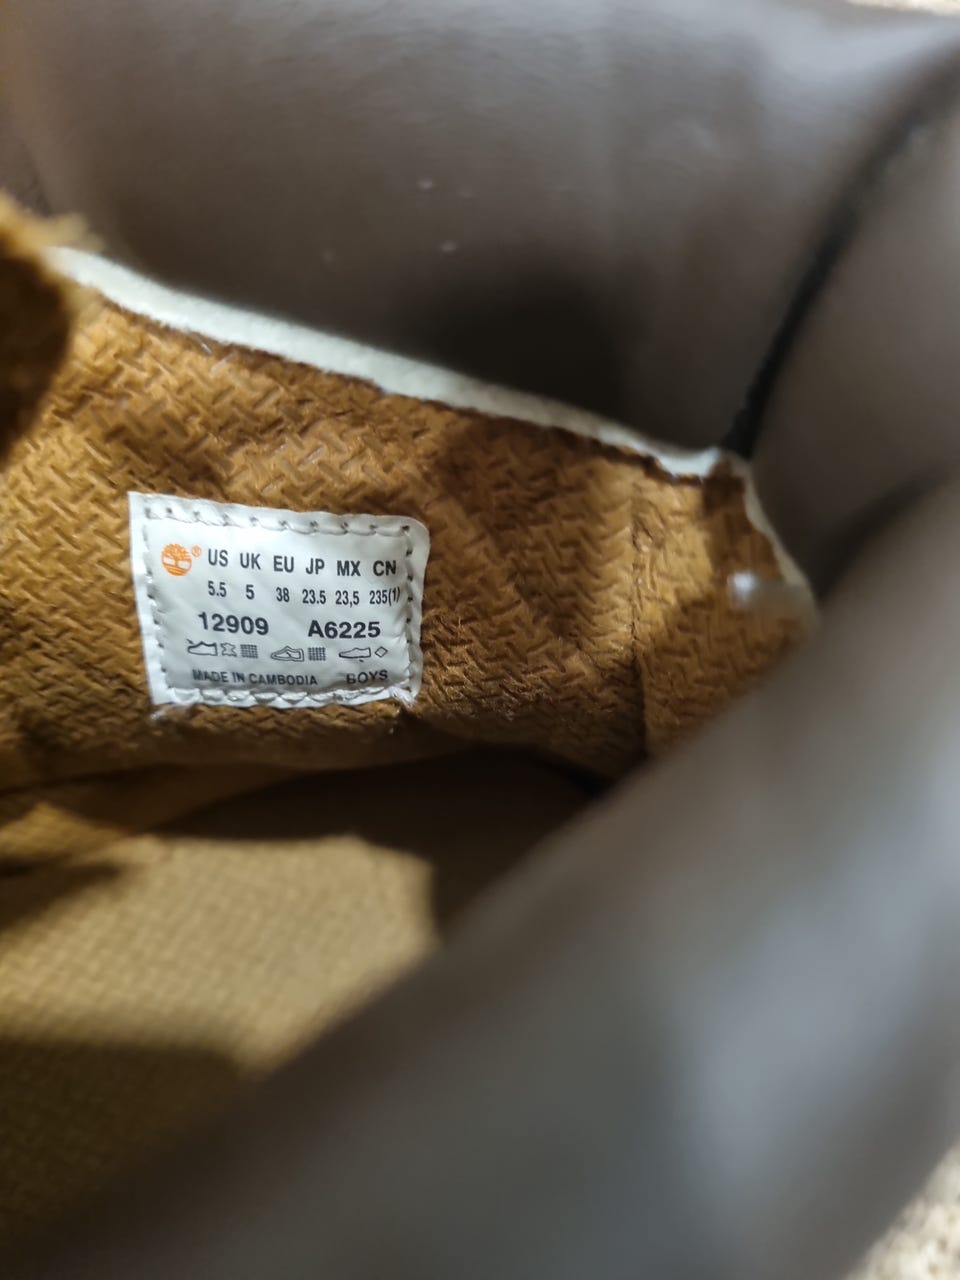 ® US UK EU JP MX CN
5.5 5 38 23.5 23,5 235(1)
12909 A6225
MADE IN CAMBODIA BOYS